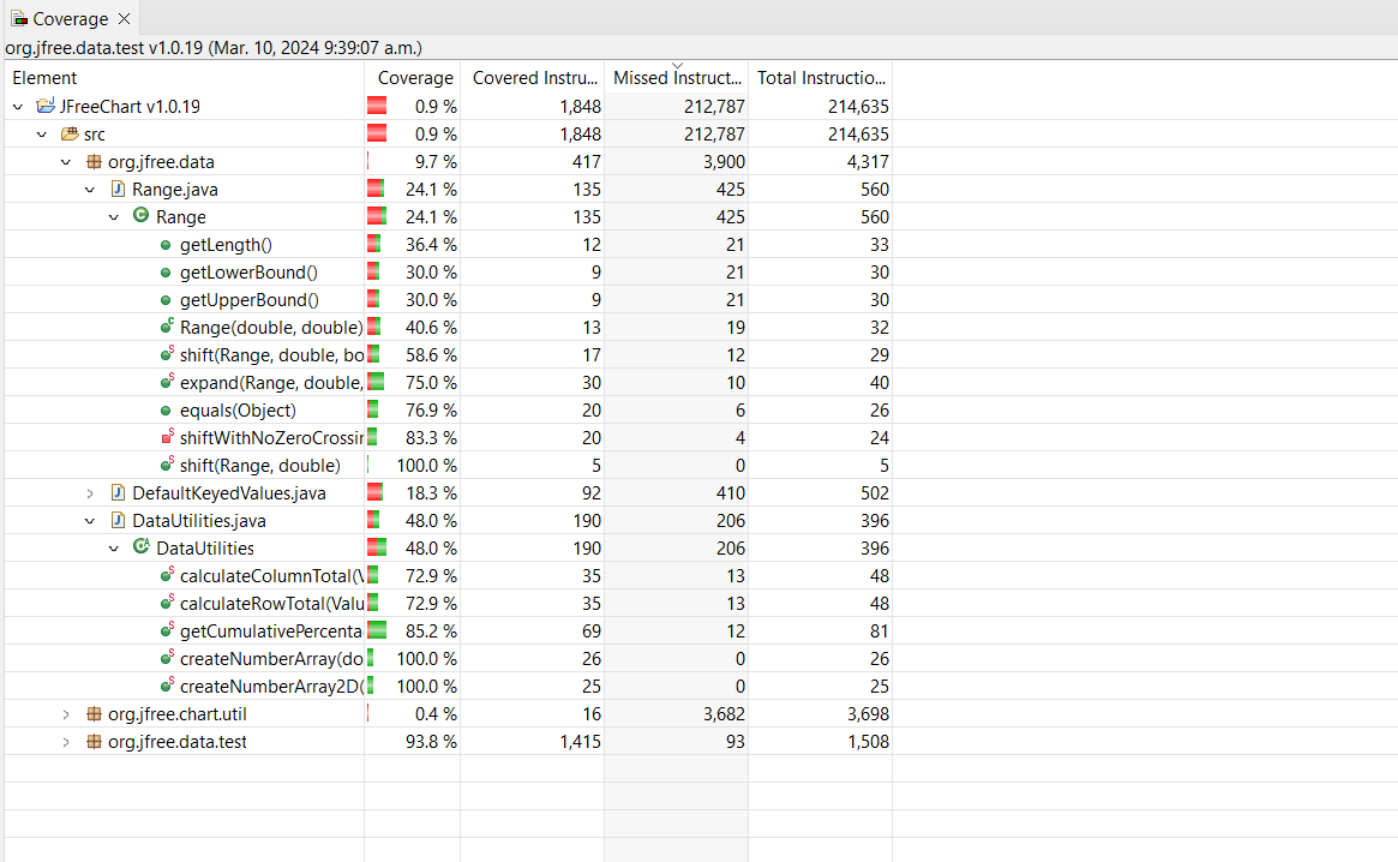 Coverage
org.jfree.data.test v1.0.19 (Mar. 10, 2024 9:39:07 a.m.)
Element Coverage Covered Instru... Missed Instruct... Total Instructio...
JFreeChart v1.0.19 0.9 % 1,848 212,787 214,635
src 0.9 % 1,848 212,787 214,635
org.jfree.data 9.7 % 417 3,900 4,317
Range.java 24.1 % 135 425 560
Range 24.1 % 135 425 560
getLength() 36.4 % 12 21 33
getLowerBound() 30.0 % 9 21 30
getUpperBound() 30.0 % 9 21 30
Range(double, double) 40.6 % 13 19 32
shift(Range, double, bo 58.6 % 17 12 29
expand(Range, double, 75.0 % 30 10 40
equals(Object) 76.9 % 20 6 26
shiftWithNoZeroCrossin 83.3 % 20 4 24
shift(Range, double) 100.0 % 5 0 5
DefaultKeyedValues.java 18.3 % 92 410 502
DataUtilities.java 48.0 % 190 206 396
DataUtilities 48.0 % 190 206 396
calculateColumnTotal(V 72.9 % 35 13 48
calculateRowTotal(Valu 72.9 % 35 13 48
getCumulativePercenta 85.2 % 69 12 81
createNumberArray(do 100.0 % 26 0 26
createNumberArray2D( 100.0 % 25 0 25
org.jfree.chart.util 0.4 % 16 3,682 3,698
org.jfree.data.test 93.8 % 1,415 93 1,508